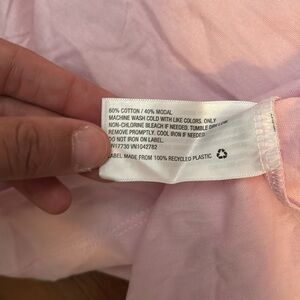 60% COTTON / 40% MODAL
MACHINE WASH COLD WITH LIKE COLORS. ONLY
NON-CHLORINE BLEACH IF NEEDED. TUMBLE DRY LOW
REMOVE PROMPTLY. COOL IRON IF NEEDED.
DO NOT IRON ON LABEL.
N17730 VN1042782
LABEL MADE FROM 100% RECYCLED PLASTIC